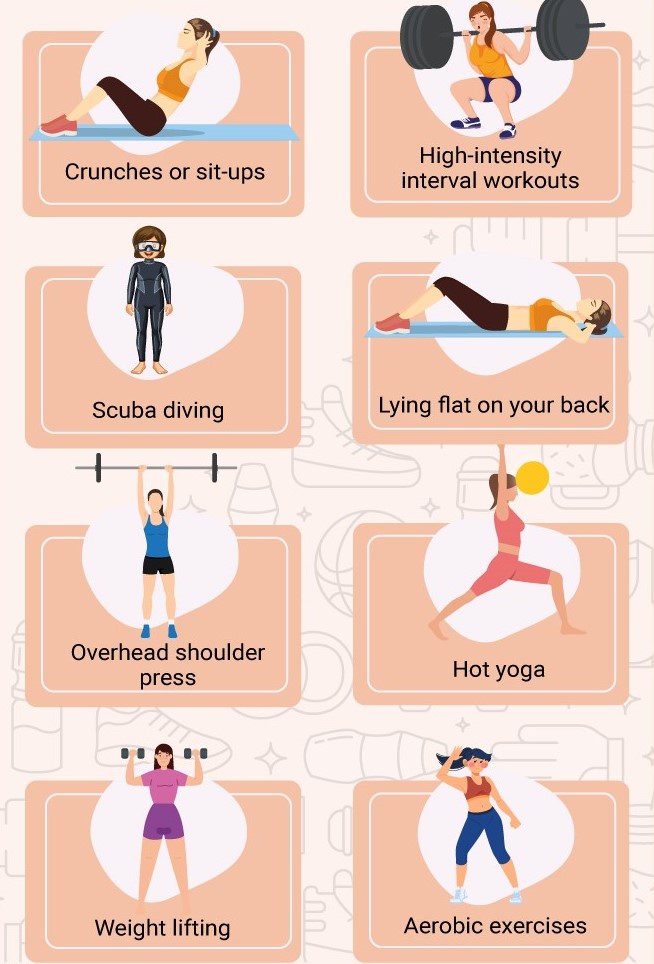 Crunches or sit-ups
High-intensity
interval workouts
Scuba diving
Lying flat on your back
Overhead shoulder
press
Hot yoga
Weight lifting
Aerobic exercises